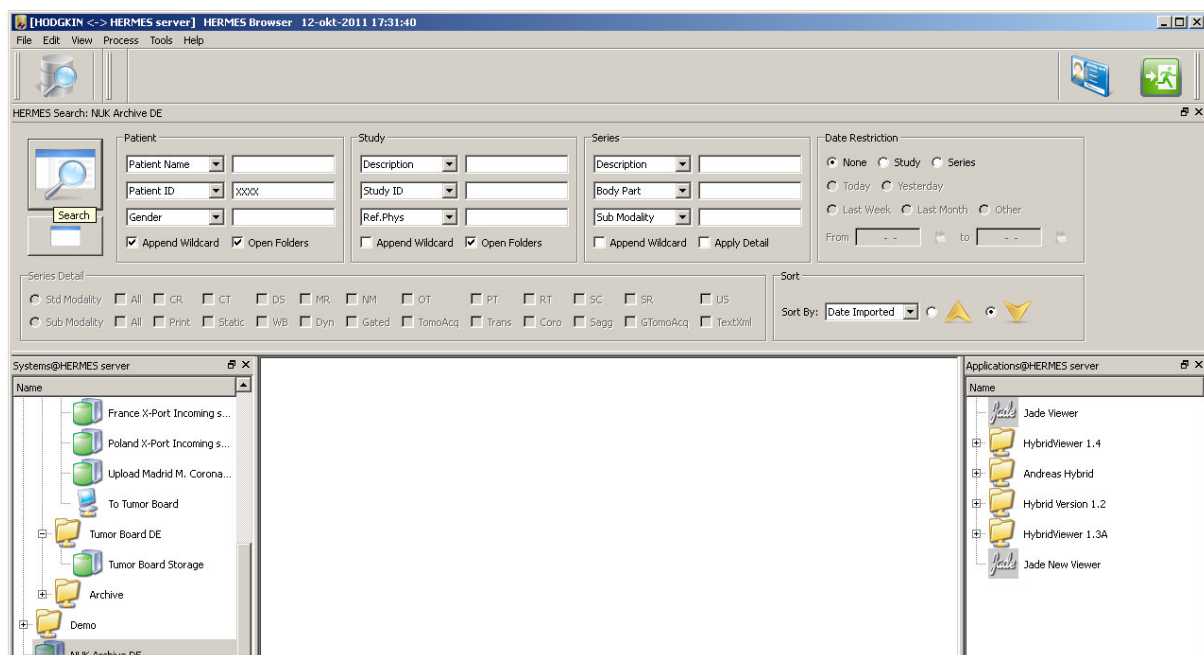 [HODGKIN <-> HERMES server] HERMES Browser 12-okt-2011 17:31:40
File Edit View Process Tools Help
HERMES Search: NUK Archive DE
Patient Study Series Date Restriction
Patient Name Description Description None Study Series
Patient ID XXXX Study ID Body Part Today Yesterday
Search Gender Ref.Phys Sub Modality Last Week Last Month Other
Append Wildcard Open Folders Append Wildcard Open Folders Append Wildcard Apply Detail From - - to - -
Series Detail Sort
Std Modality All CR CT DS MR NM OT PT RT SC SR US
Sort By: Date Imported
Sub Modality All Print Static WB Dyn Gated TomoAcq Trans Coro Sagg GTomoAcq TextXml
Systems@HERMES server Applications@HERMES server
Name Name
France X-Port Incoming s... Jade Jade Viewer
Poland X-Port Incoming s... HybridViewer 1.4
Upload Madrid M. Corona... Andreas Hybrid
To Tumor Board Hybrid Version 1.2
Tumor Board DE HybridViewer 1.3A
Tumor Board Storage Jade Jade New Viewer
Archive
Demo
NUK Archive DE